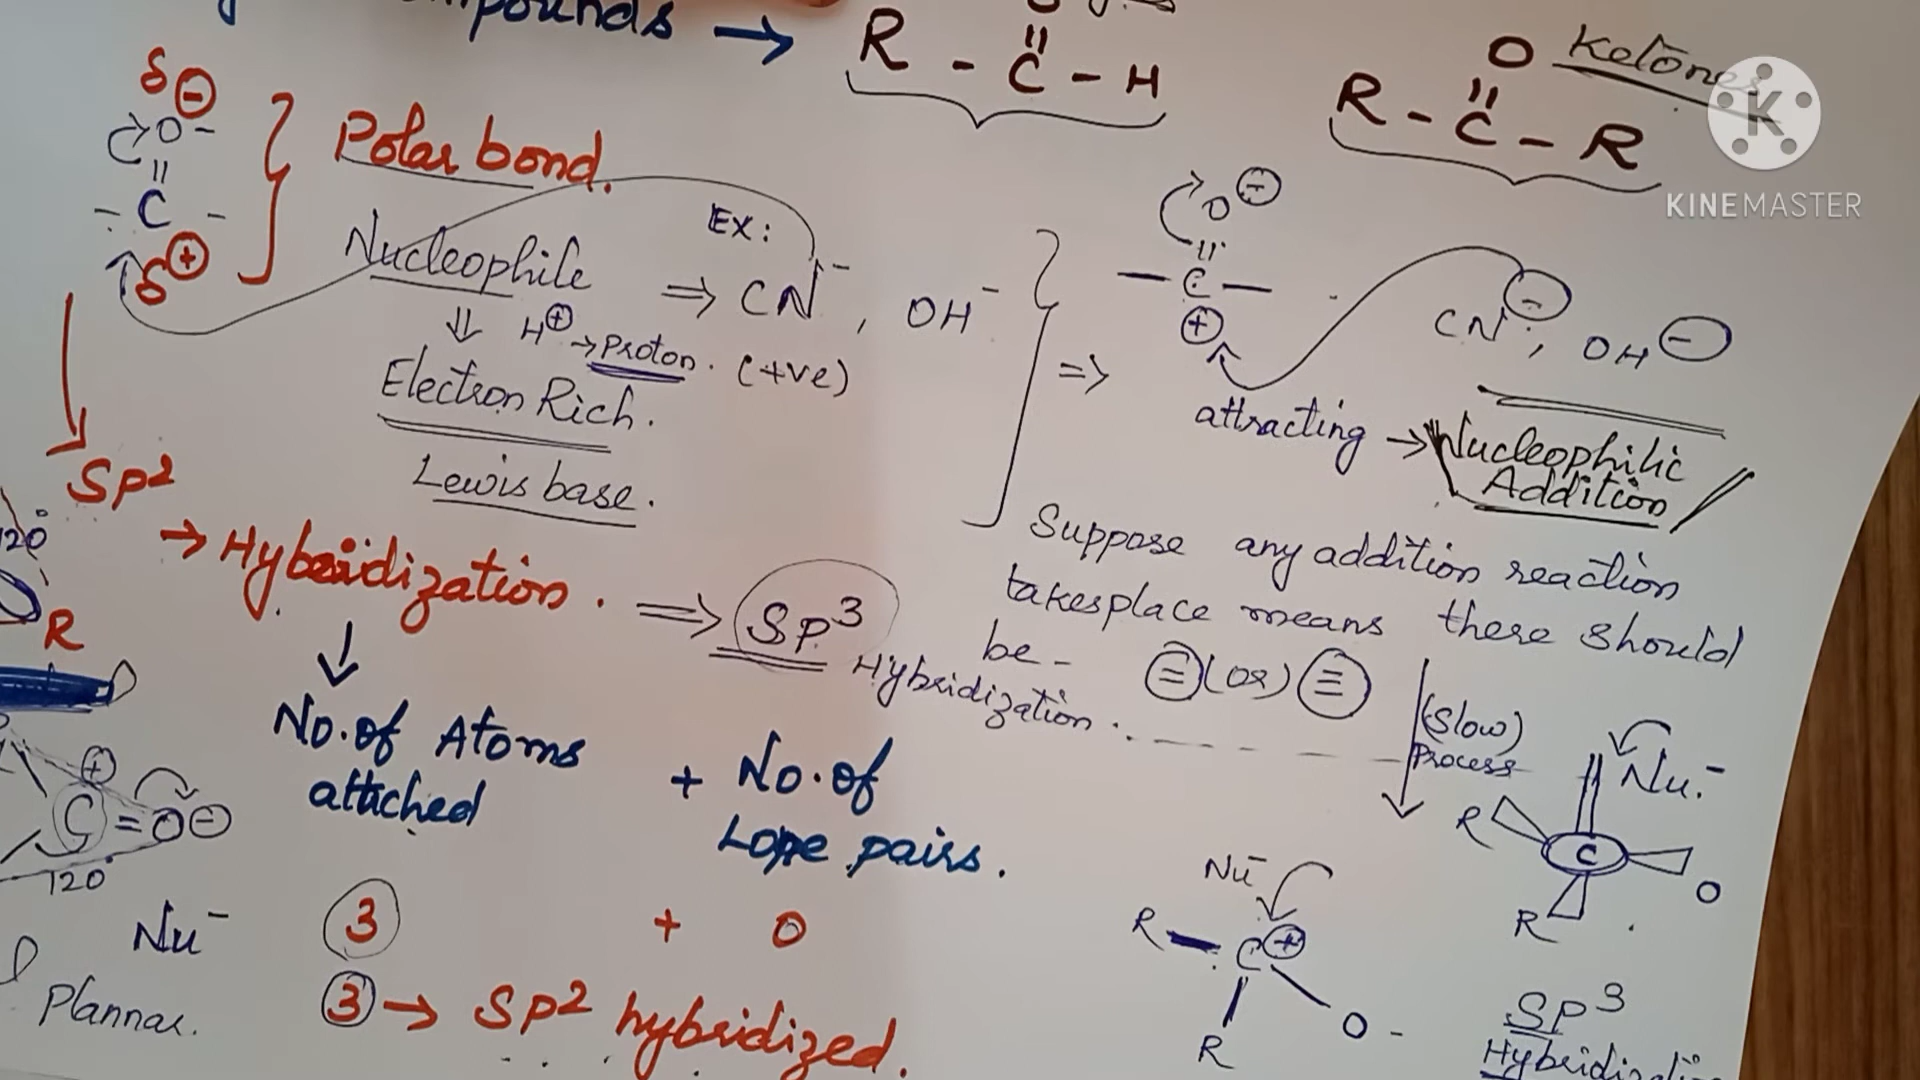 Compounds →
R - C - H
O
Ketones
R - C - R
δ⊖
O
C
δ⊕
Polar bond.
Nucleophile
Ex:
⇒ CN⁻, OH⁻
H⊕ → Proton. (+ve)
Electron Rich.
Lewis base.
O⊖
- C -
⊕
CN⊖, OH⊖
⇒ attracting → Nucleophilic
Addition
KINEMASTER
Suppose any addition reaction
takesplace means there should
be - = (or) ≡
(Slow)
Process
SP²
→ Hybridization. ⇒ SP³
Hybridization.
120°
R
No. of Atoms
attached
+ No. of
Lone pairs.
⊕
C = O⊖
120°
Nu⁻
Plannar.
3 + 0
3 → SP² hybridized.
Nu⁻
R
C
O
R
Nu⁻
R C ⊕
O -
R
SP³